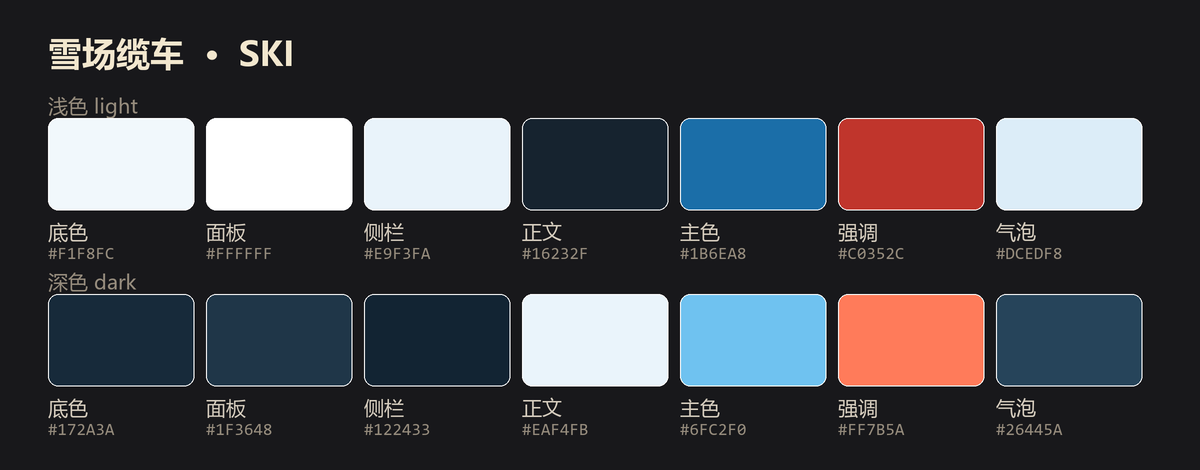 雪场缆车 • SKI
浅色 light
底色 面板 侧栏 正文 主色 强调 气泡
#F1F8FC #FFFFFF #E9F3FA #16232F #1B6EA8 #C0352C #DCEDF8
深色 dark
底色 面板 侧栏 正文 主色 强调 气泡
#172A3A #1F3648 #122433 #EAF4FB #6FC2F0 #FF7B5A #26445A